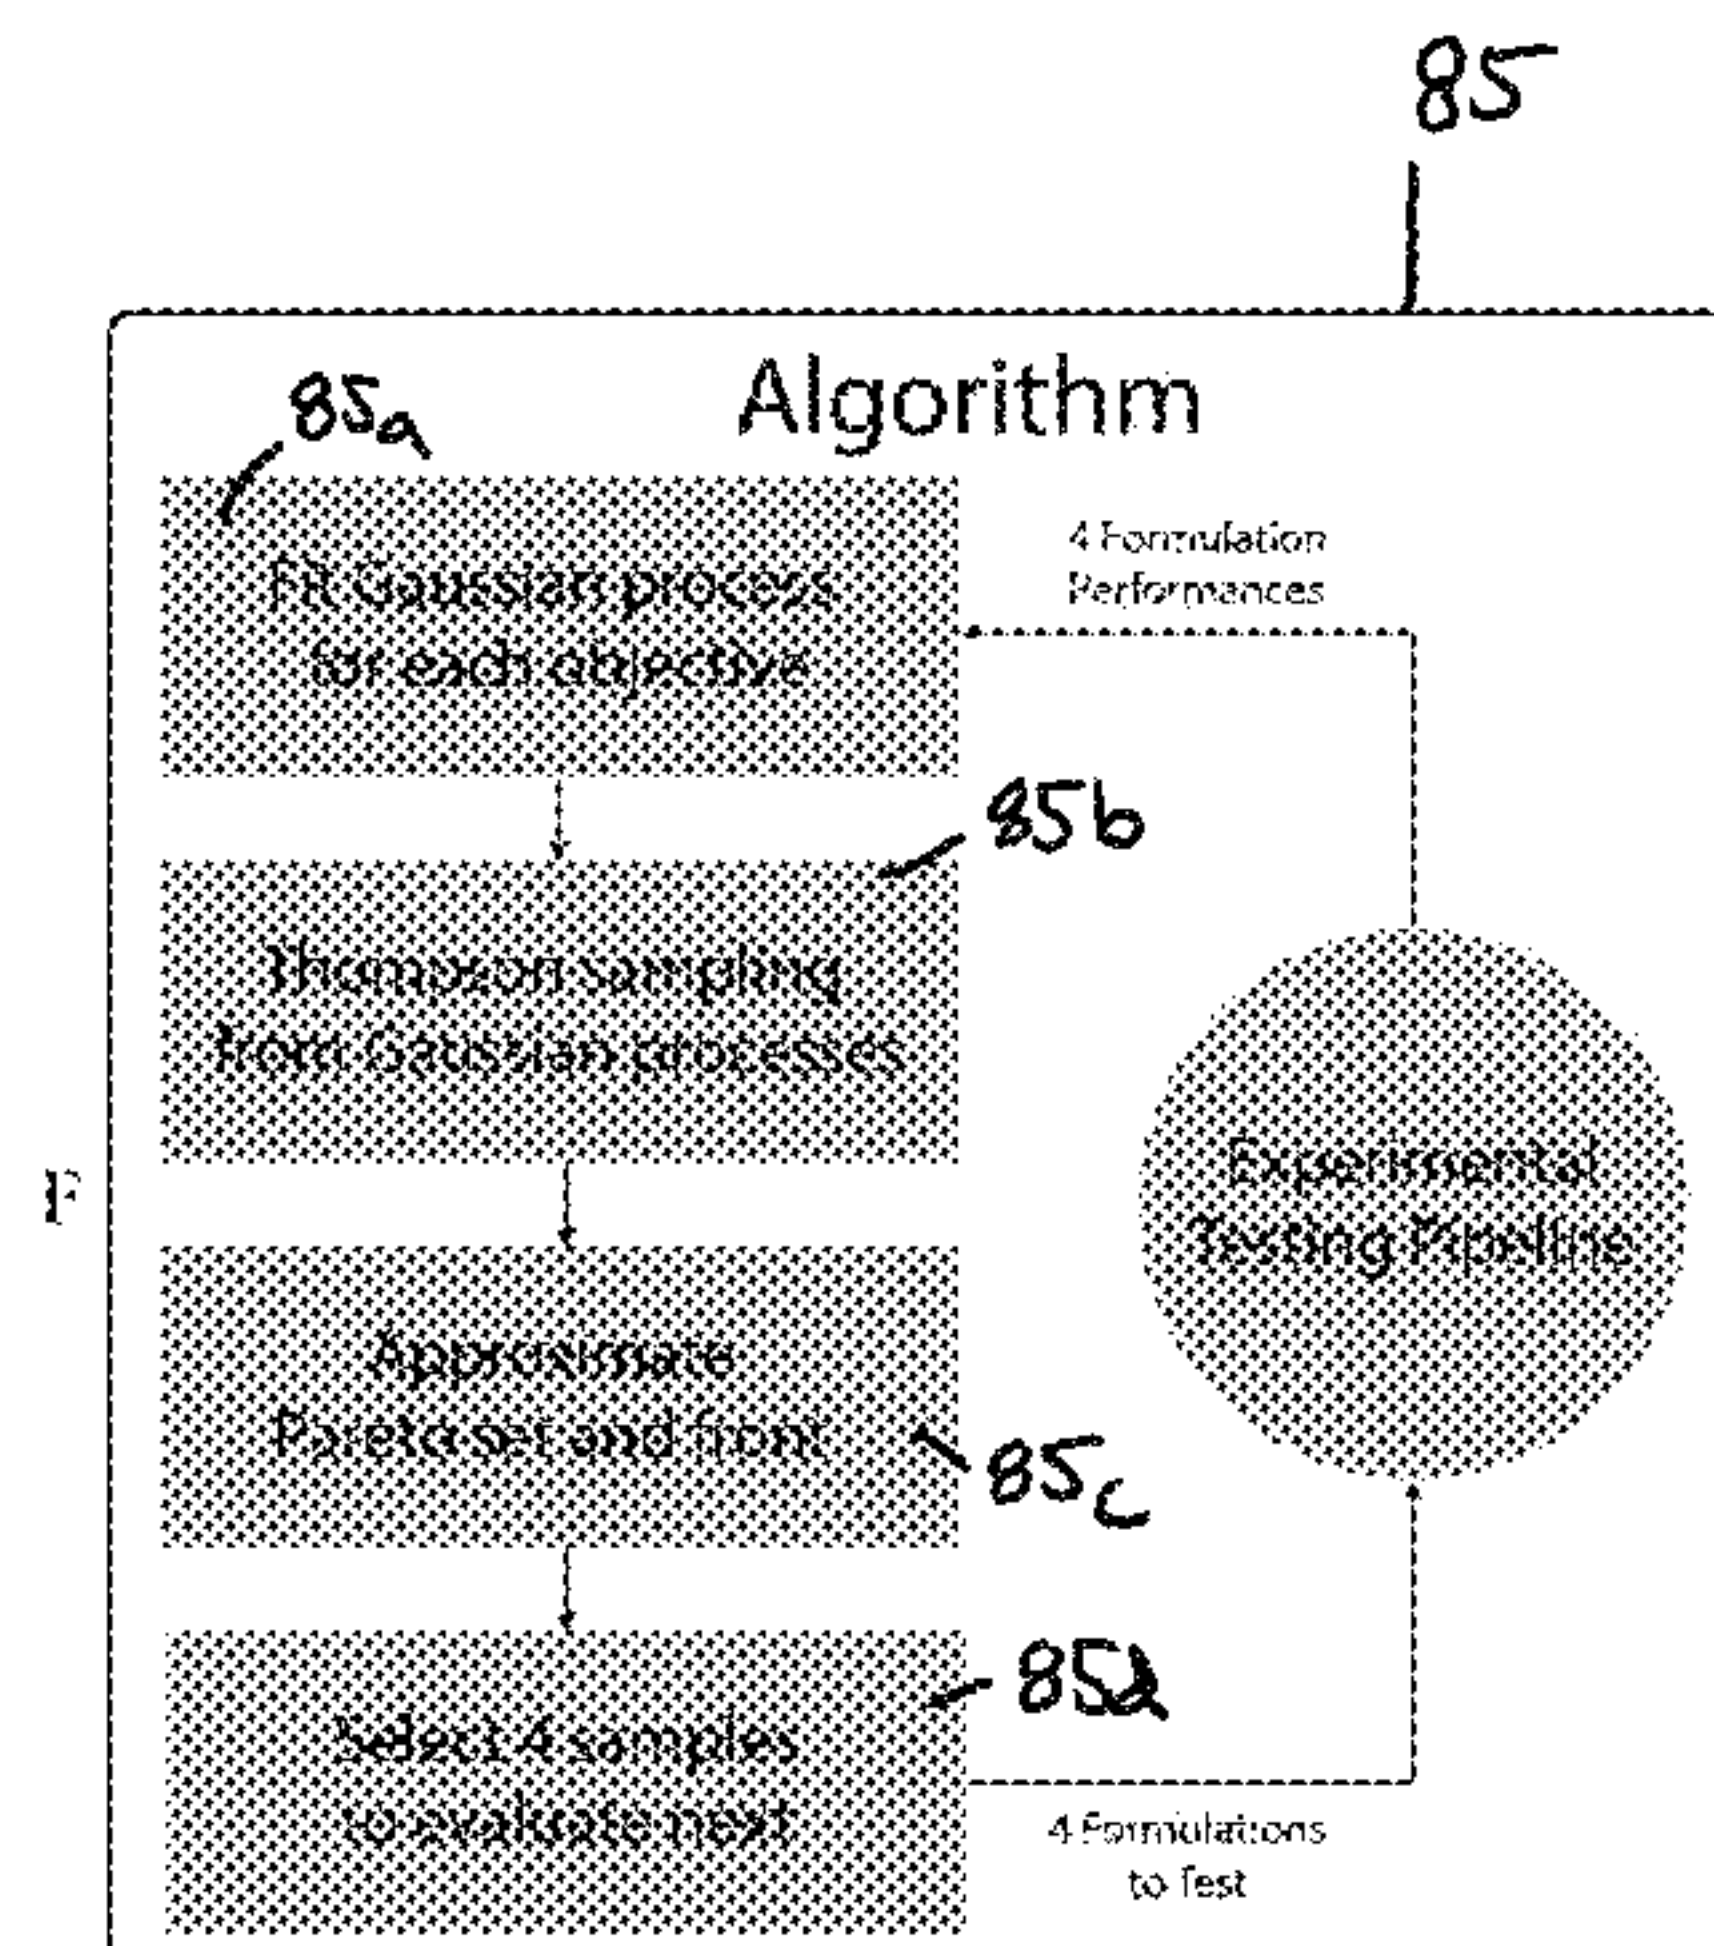 85
Algorithm
85a
Fit Gaussian process
for each objective
4 Formulation
Performances
85b
Thompson sampling
from Gaussian processes
Experimental
Testing Pipeline
Approximate
Pareto set and front
85c
85d
Select 4 samples
to evaluate next
4 Formulations
to Test